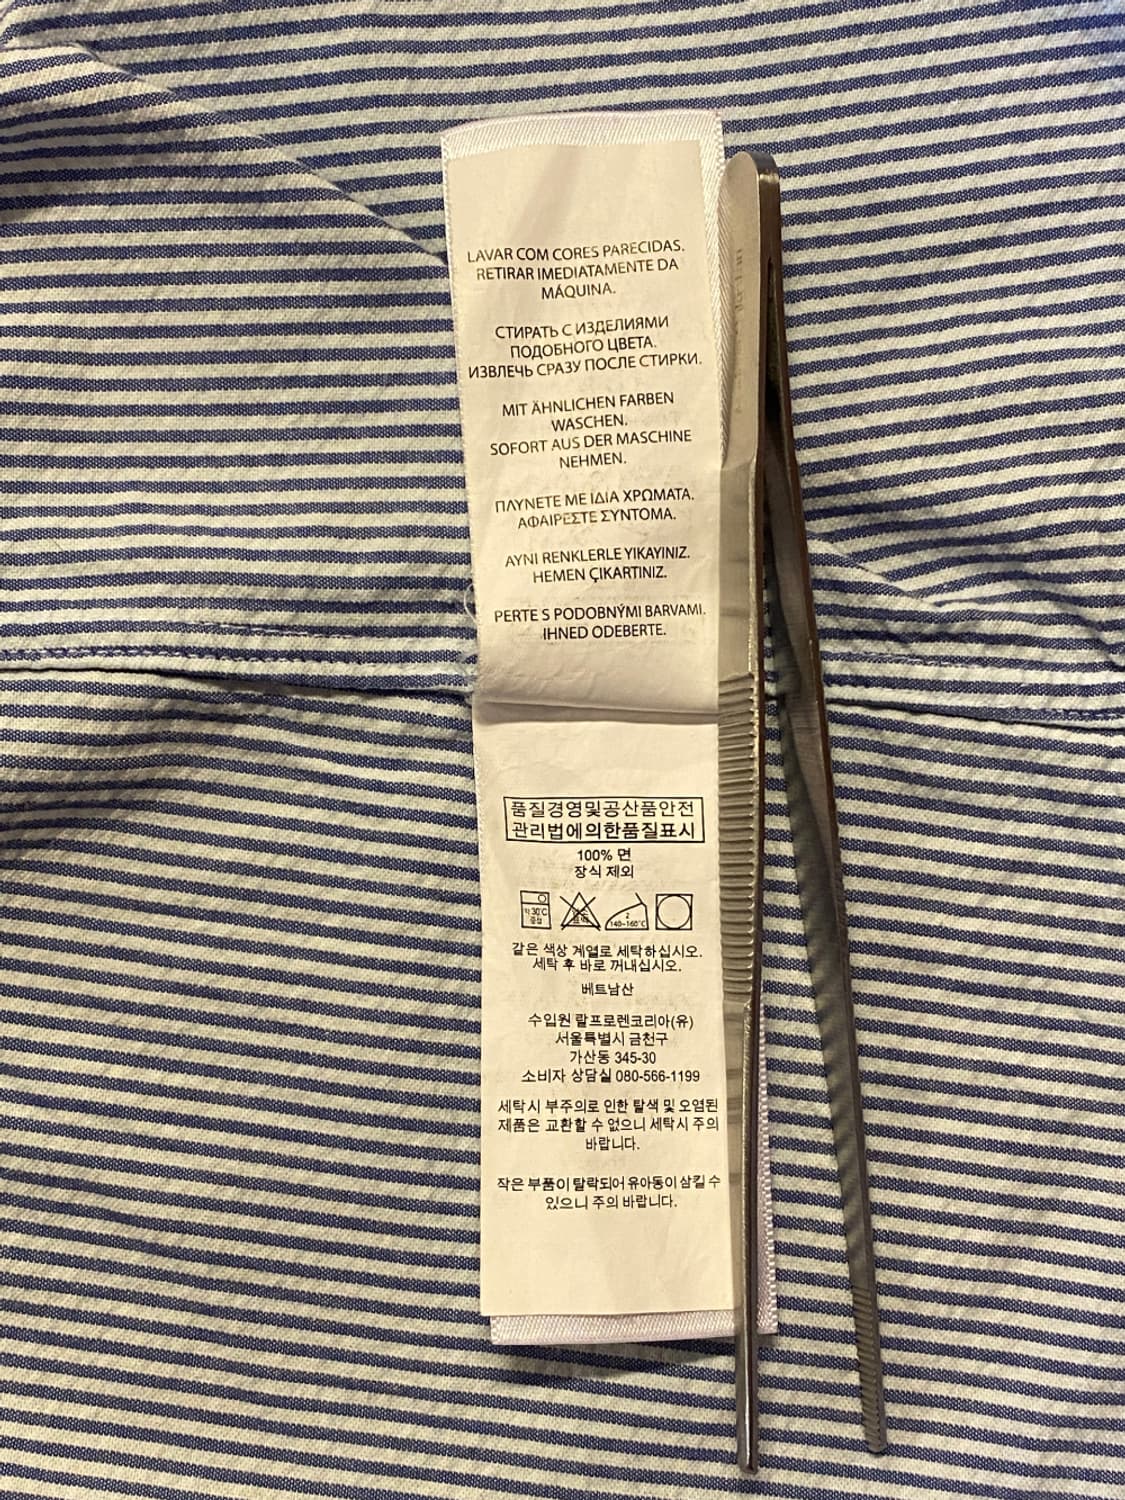 LAVAR COM CORES PARECIDAS.
RETIRAR IMEDIATAMENTE DA
MÁQUINA.
СТИРАТЬ С ИЗДЕЛИЯМИ
ПОДОБНОГО ЦВЕТА.
ИЗВЛЕЧЬ СРАЗУ ПОСЛЕ СТИРКИ.
MIT ÄHNLICHEN FARBEN
WASCHEN.
SOFORT AUS DER MASCHINE
NEHMEN.
ΠΛΥΝΕΤΕ ΜΕ ΙΔΙΑ ΧΡΩΜΑΤΑ.
ΑΦΑΙΡΕΣΤΕ ΣΥΝΤΟΜΑ.
AYNI RENKLERLE YIKAYINIZ.
HEMEN ÇIKARTINIZ.
PERTE S PODOBNÝMI BARVAMI.
IHNED ODEBERTE.
품질경영및공산품안전
관리법에의한품질표시
100% 면
장식 제외
약 30°C
중성
2
140~160°C
같은 색상 계열로 세탁하십시오.
세탁 후 바로 꺼내십시오.
베트남산
수입원 랄프로렌코리아(유)
서울특별시 금천구
가산동 345-30
소비자 상담실 080-566-1199
세탁시 부주의로 인한 탈색 및 오염된
제품은 교환할 수 없으니 세탁시 주의
바랍니다.
작은 부품이 탈락되어 유아동이 삼킬 수
있으니 주의 바랍니다.